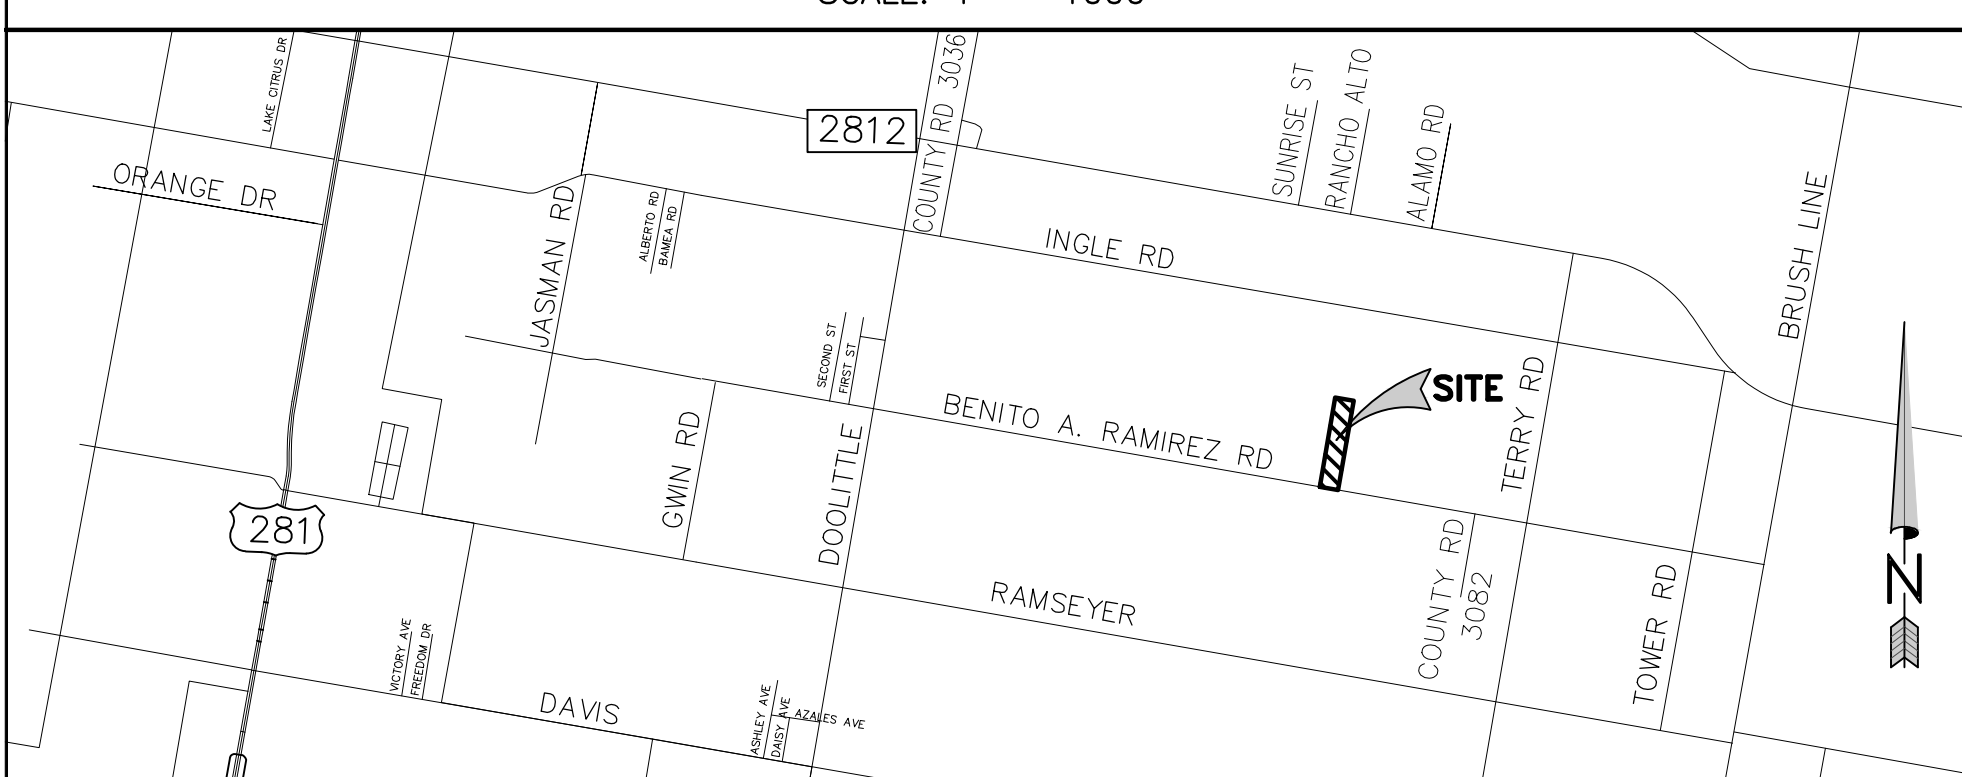 LAKE CITRUS DR
COUNTY RD 3036
SUNRISE ST
RANCHO ALTO
ALAMO RD
2812
ORANGE DR
JASMAN RD
ALBERTO RD
BAMEA RD
INGLE RD
BRUSH LINE
SECOND ST
FIRST ST
SITE
TERRY RD
BENITO A. RAMIREZ RD
GWIN RD
DOOLITTLE
281
COUNTY RD
3082
N
RAMSEYER
TOWER RD
VICTORY AVE
FREEDOM DR
DAVIS
ASHLEY AVE
DAISY AVE
AZALES AVE